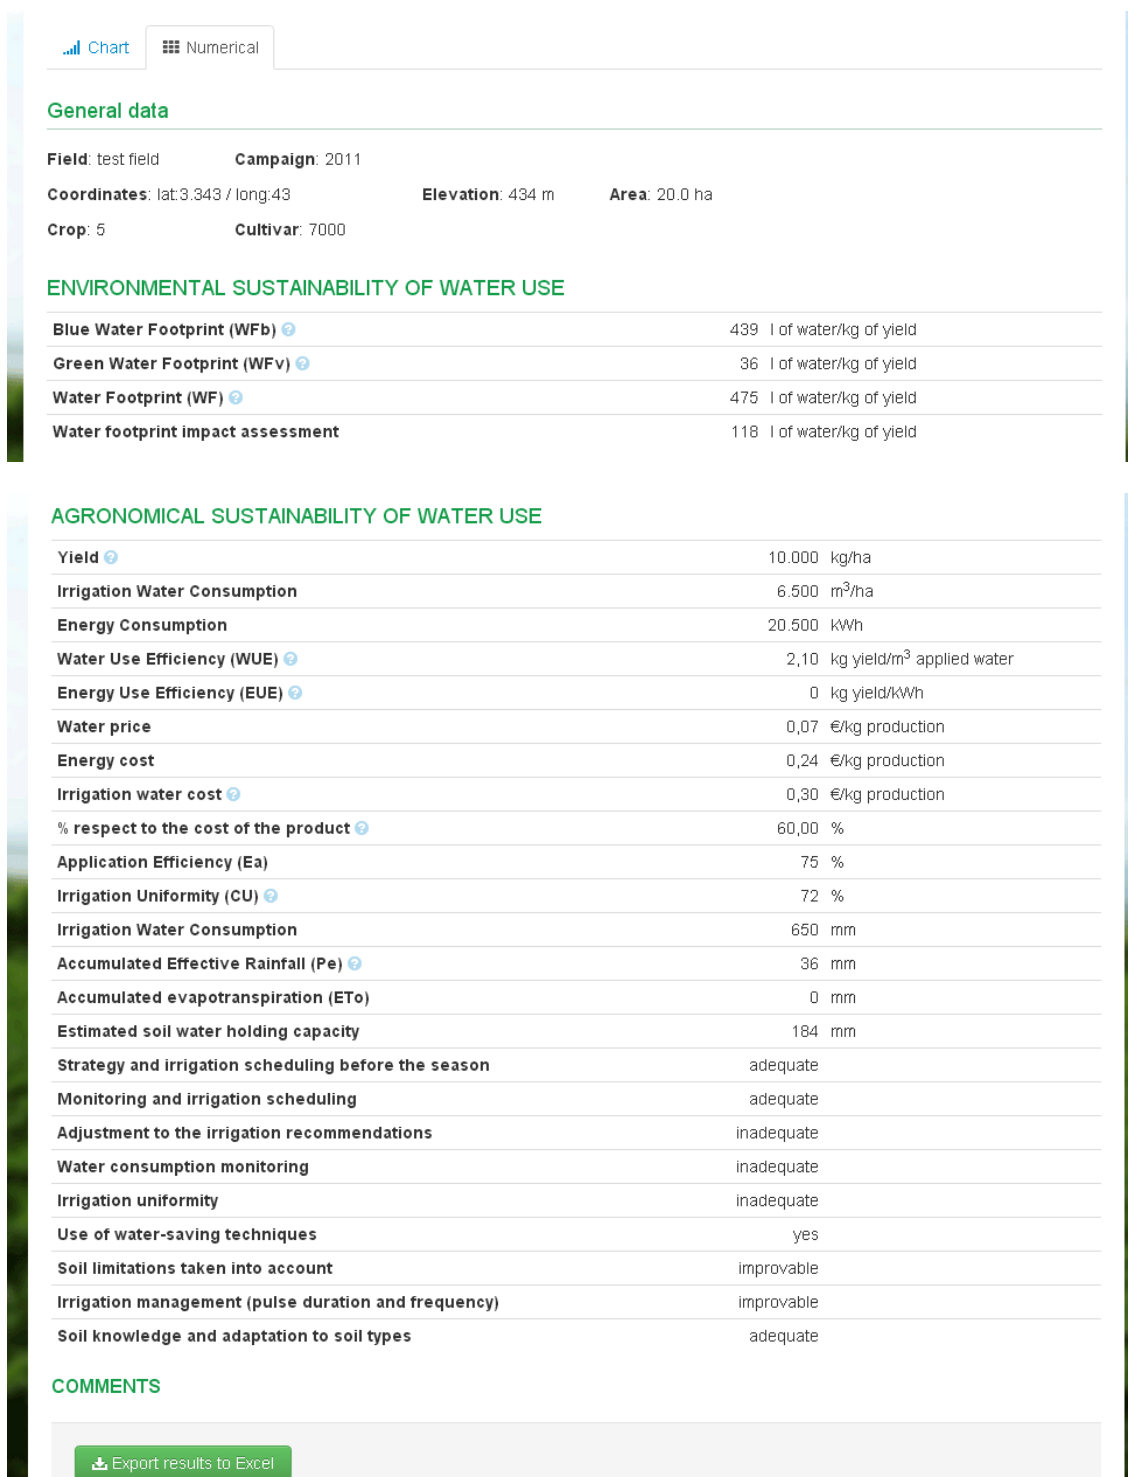 Chart Numerical
General data
Field: test field Campaign: 2011
Coordinates: lat:3.343 / long:43 Elevation: 434 m Area: 20.0 ha
Crop: 5 Cultivar: 7000
ENVIRONMENTAL SUSTAINABILITY OF WATER USE
Blue Water Footprint (WFb) ? 439 l of water/kg of yield
Green Water Footprint (WFv) ? 36 l of water/kg of yield
Water Footprint (WF) ? 475 l of water/kg of yield
Water footprint impact assessment 118 l of water/kg of yield
AGRONOMICAL SUSTAINABILITY OF WATER USE
Yield ? 10.000 kg/ha
Irrigation Water Consumption 6.500 m³/ha
Energy Consumption 20.500 kWh
Water Use Efficiency (WUE) ? 2,10 kg yield/m³ applied water
Energy Use Efficiency (EUE) ? 0 kg yield/kWh
Water price 0,07 €/kg production
Energy cost 0,24 €/kg production
Irrigation water cost ? 0,30 €/kg production
% respect to the cost of the product ? 60,00 %
Application Efficiency (Ea) 75 %
Irrigation Uniformity (CU) ? 72 %
Irrigation Water Consumption 650 mm
Accumulated Effective Rainfall (Pe) ? 36 mm
Accumulated evapotranspiration (ETo) 0 mm
Estimated soil water holding capacity 184 mm
Strategy and irrigation scheduling before the season adequate
Monitoring and irrigation scheduling adequate
Adjustment to the irrigation recommendations inadequate
Water consumption monitoring inadequate
Irrigation uniformity inadequate
Use of water-saving techniques yes
Soil limitations taken into account improvable
Irrigation management (pulse duration and frequency) improvable
Soil knowledge and adaptation to soil types adequate
COMMENTS
Export results to Excel